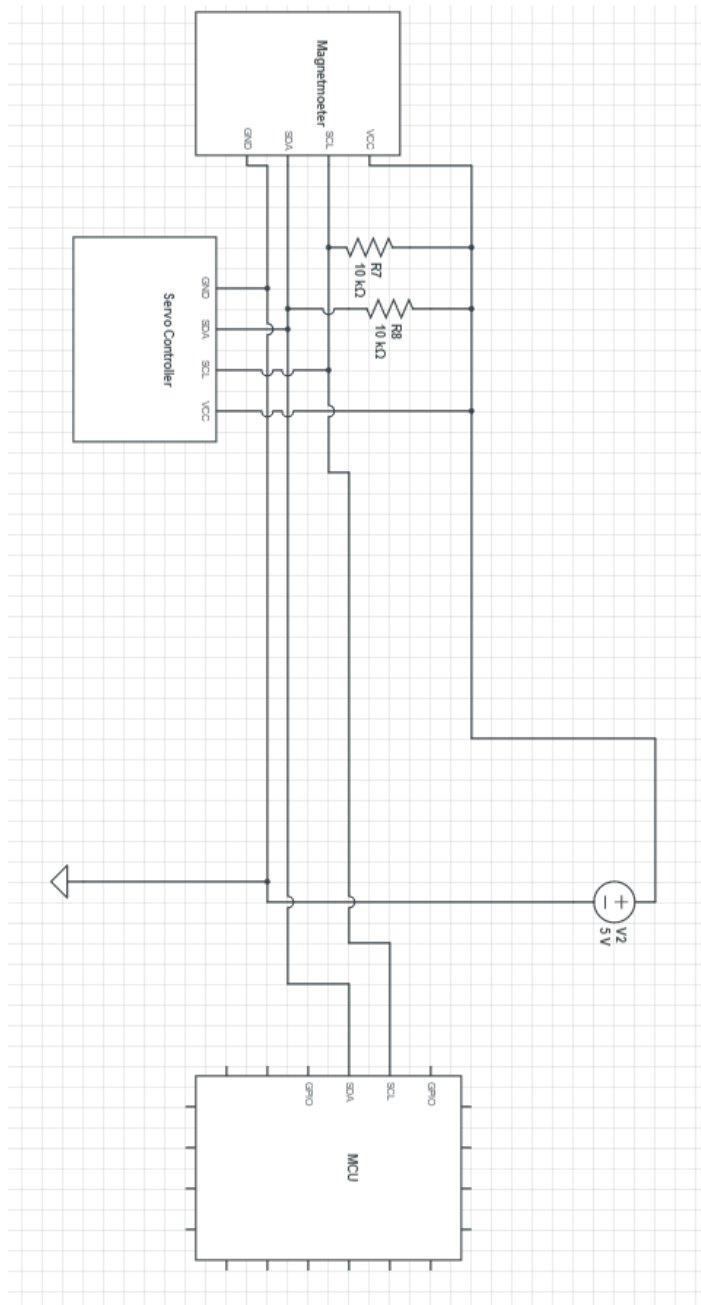 Magnetmoeter
GND
SDA
SCL
VCC
R7
10 kΩ
R8
10 kΩ
Servo Controller
GND
SDA
SCL
VCC
V2
5 V
GPIO
SDA
SCL
GPIO
MCU